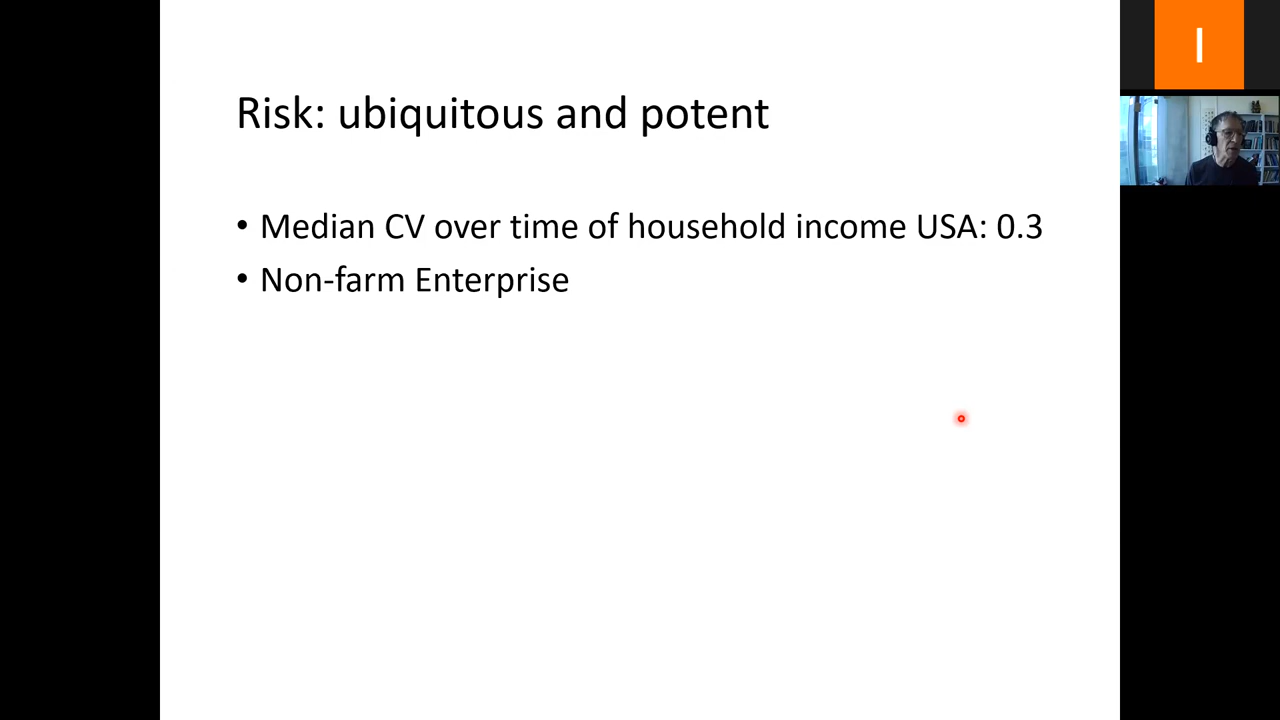 Risk: ubiquitous and potent
• Median CV over time of household income USA: 0.3
• Non-farm Enterprise
I